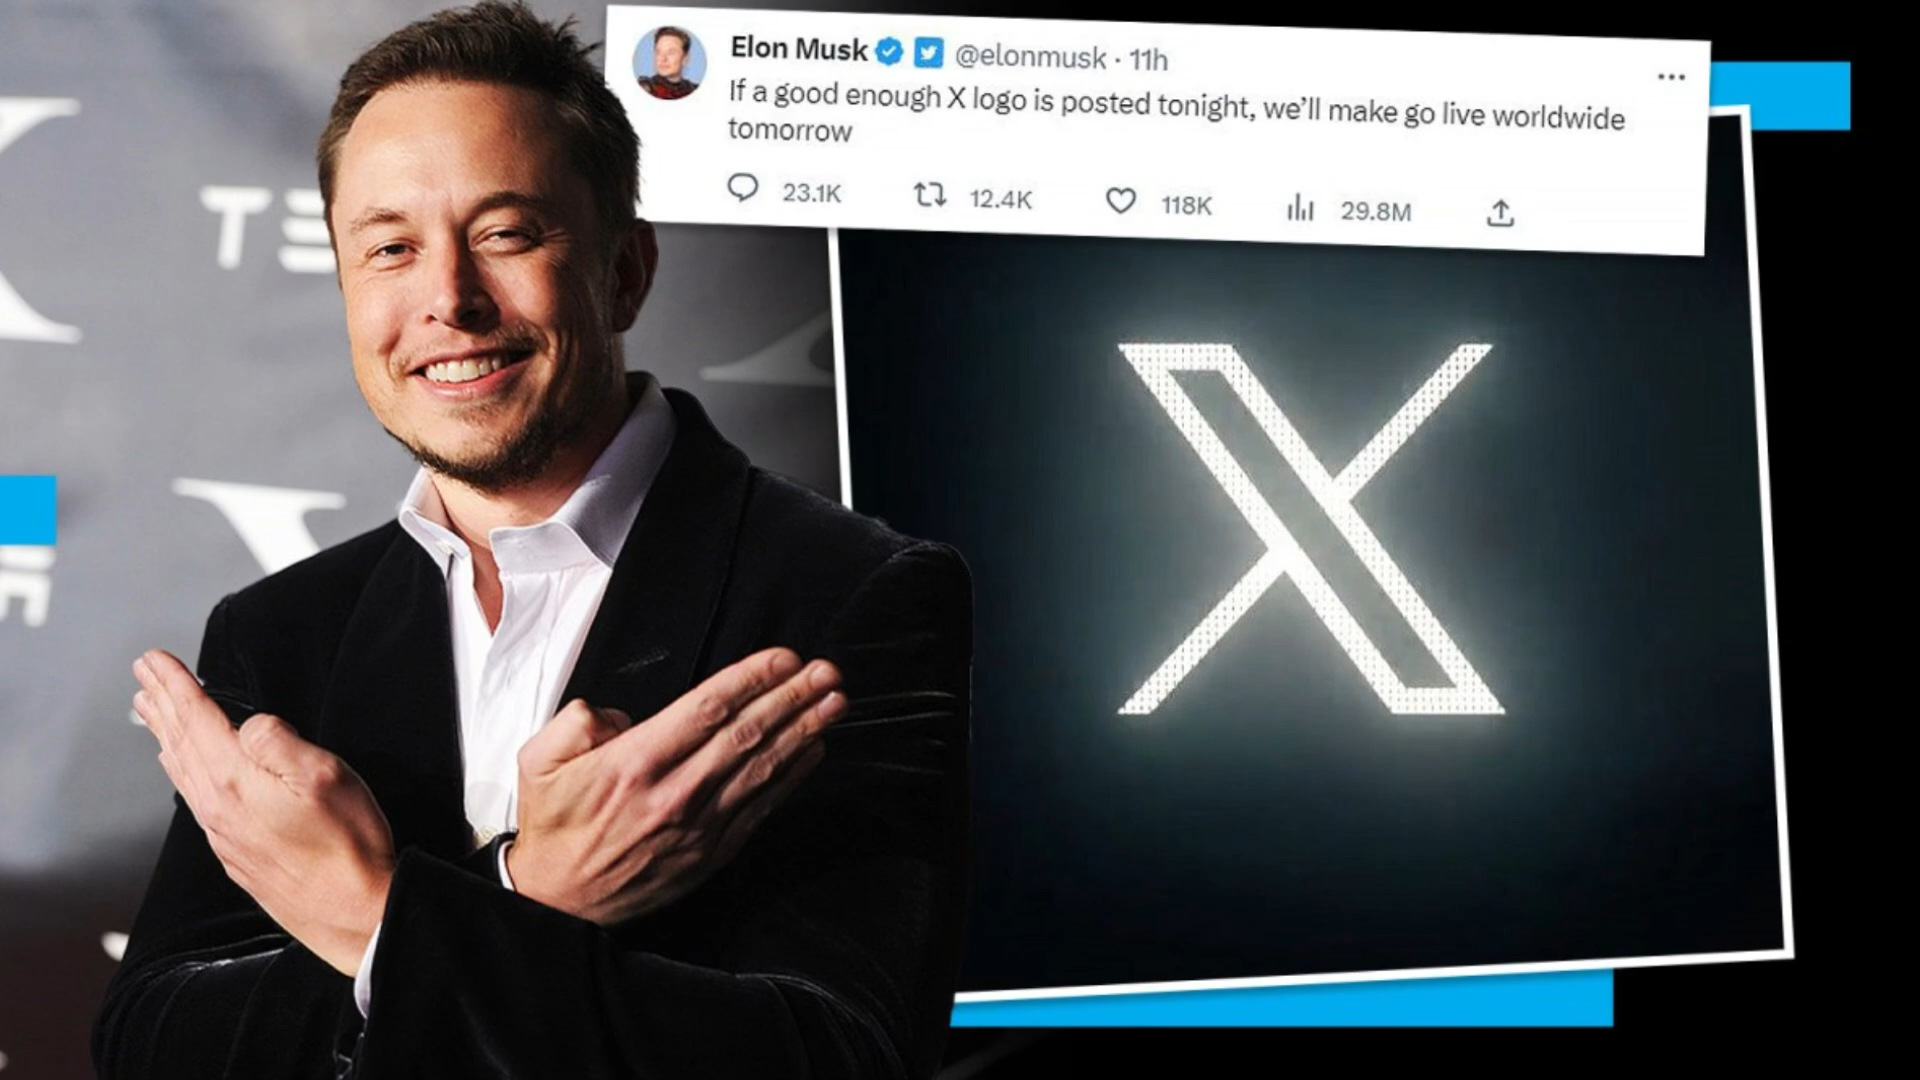 Elon Musk @elonmusk · 11h
If a good enough X logo is posted tonight, we'll make go live worldwide
tomorrow
23.1K 12.4K 118K 29.8M
TE
X